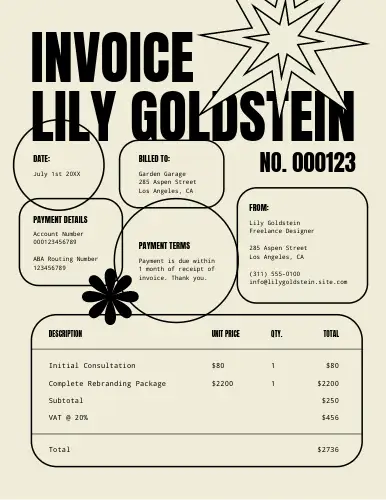 INVOICE
LILY GOLDSTEIN
NO. 000123
DATE:
July 1st 20XX
BILLED TO:
Garden Garage
285 Aspen Street
Los Angeles, CA
FROM:
Lily Goldstein
Freelance Designer
285 Aspen Street
Los Angeles, CA
(311) 555-0100
info@lilygoldstein.site.com
PAYMENT DETAILS
Account Number
000123456789
ABA Routing Number
123456789
PAYMENT TERMS
Payment is due within
1 month of receipt of
invoice. Thank you.
DESCRIPTION UNIT PRICE QTY. TOTAL
Initial Consultation $80 1 $80
Complete Rebranding Package $2200 1 $2200
Subtotal $250
VAT @ 20% $456
Total $2736